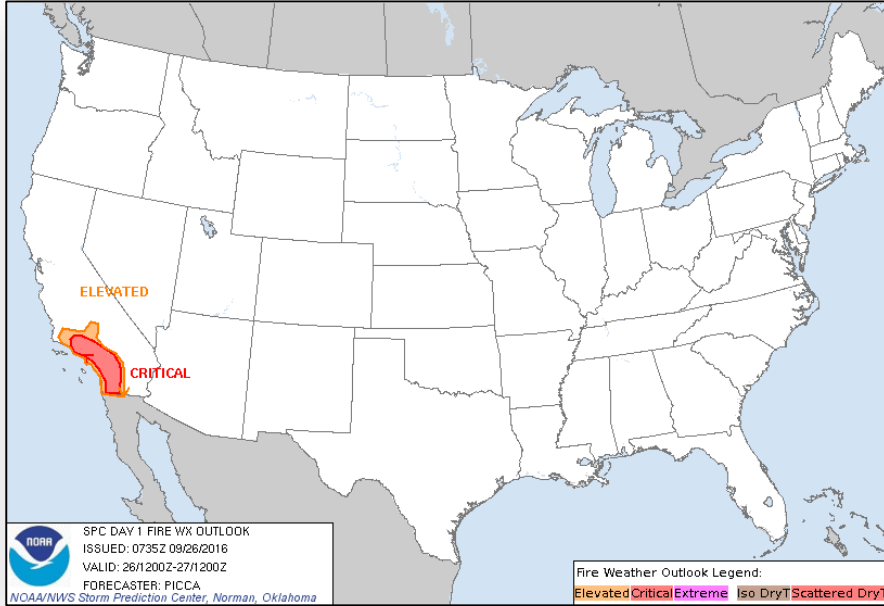 ELEVATED
CRITICAL
NOAA
SPC DAY 1 FIRE WX OUTLOOK
ISSUED: 0735Z 09/26/2016
VALID: 26/1200Z-27/1200Z
FORECASTER: PICCA
NOAA/NWS Storm Prediction Center, Norman, Oklahoma
Fire Weather Outlook Legend:
Elevated Critical Extreme Iso DryT Scattered DryT